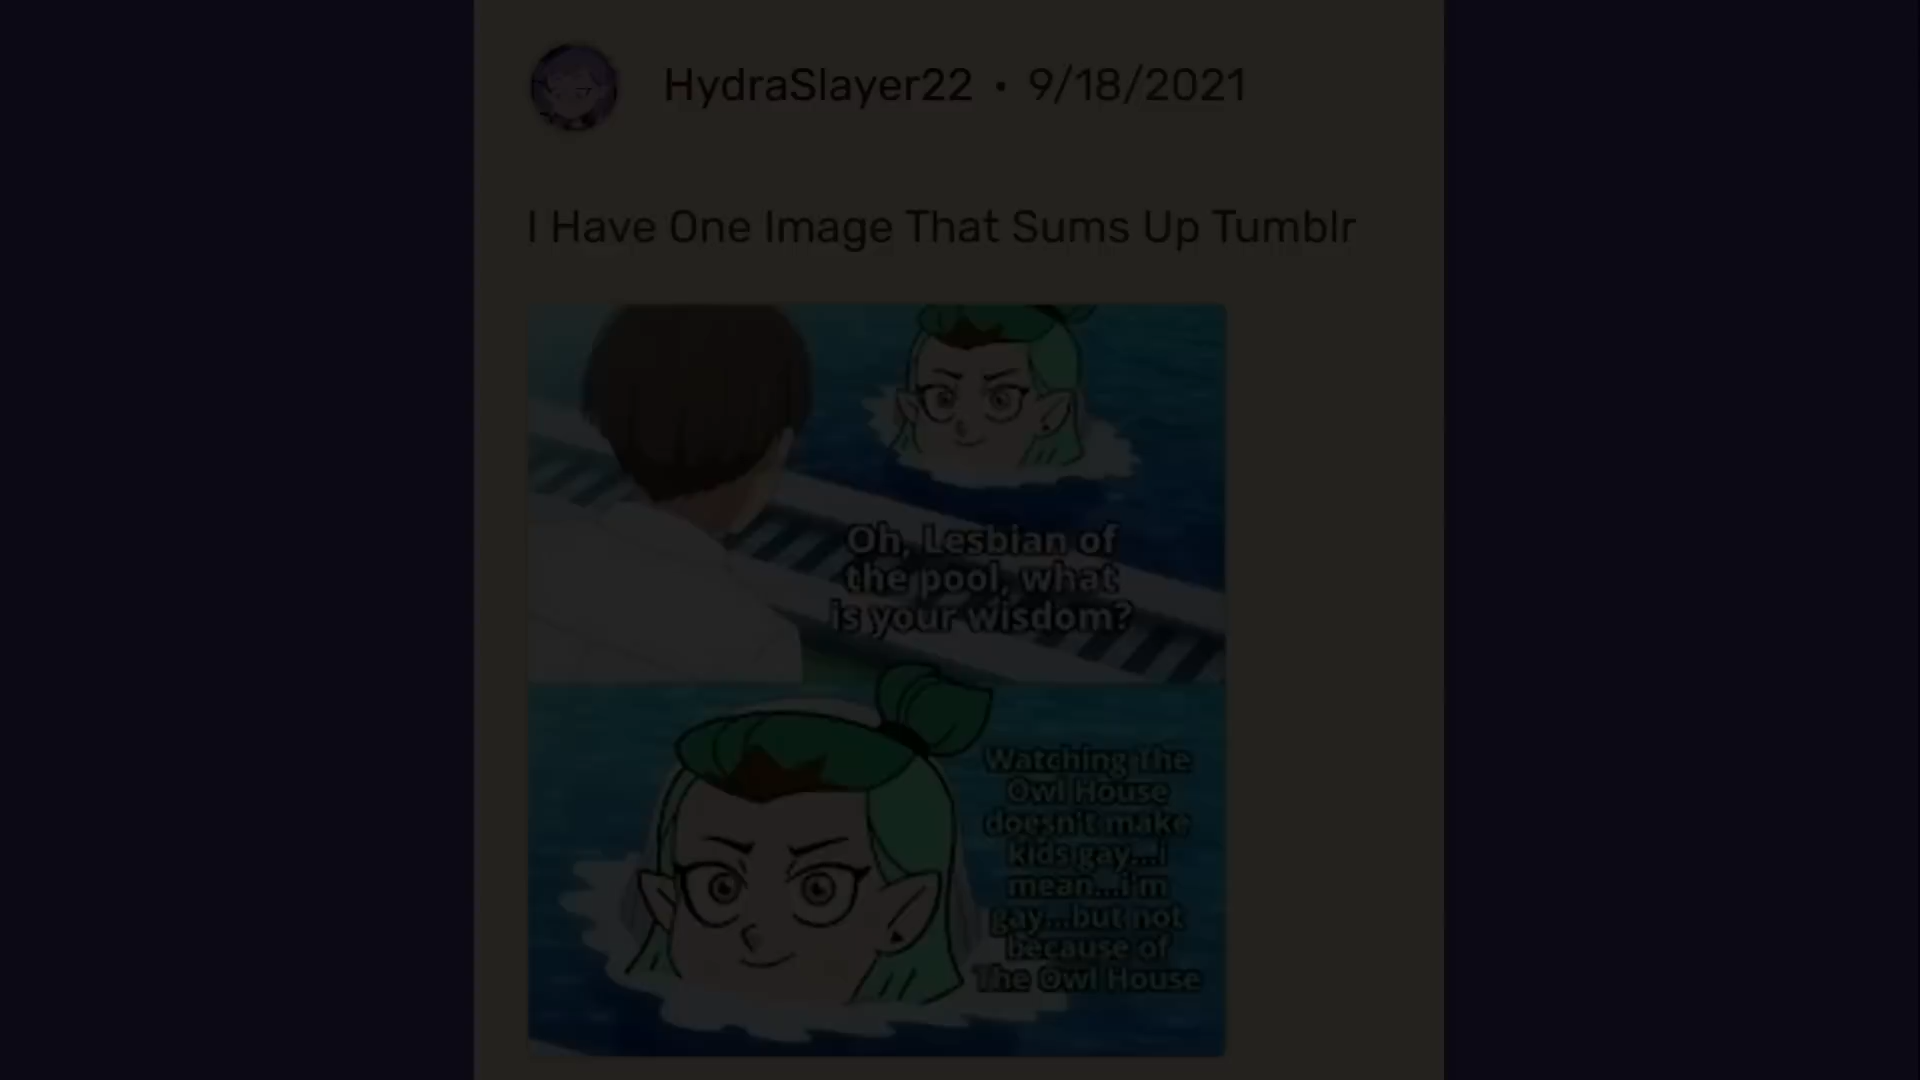 HydraSlayer22 • 9/18/2021
I Have One Image That Sums Up Tumblr
Oh, Lesbian of
the pool, what
is your wisdom?
Watching the
Owl House
doesn't make
kids gay...i
mean...i'm
gay...but not
because of
The Owl House